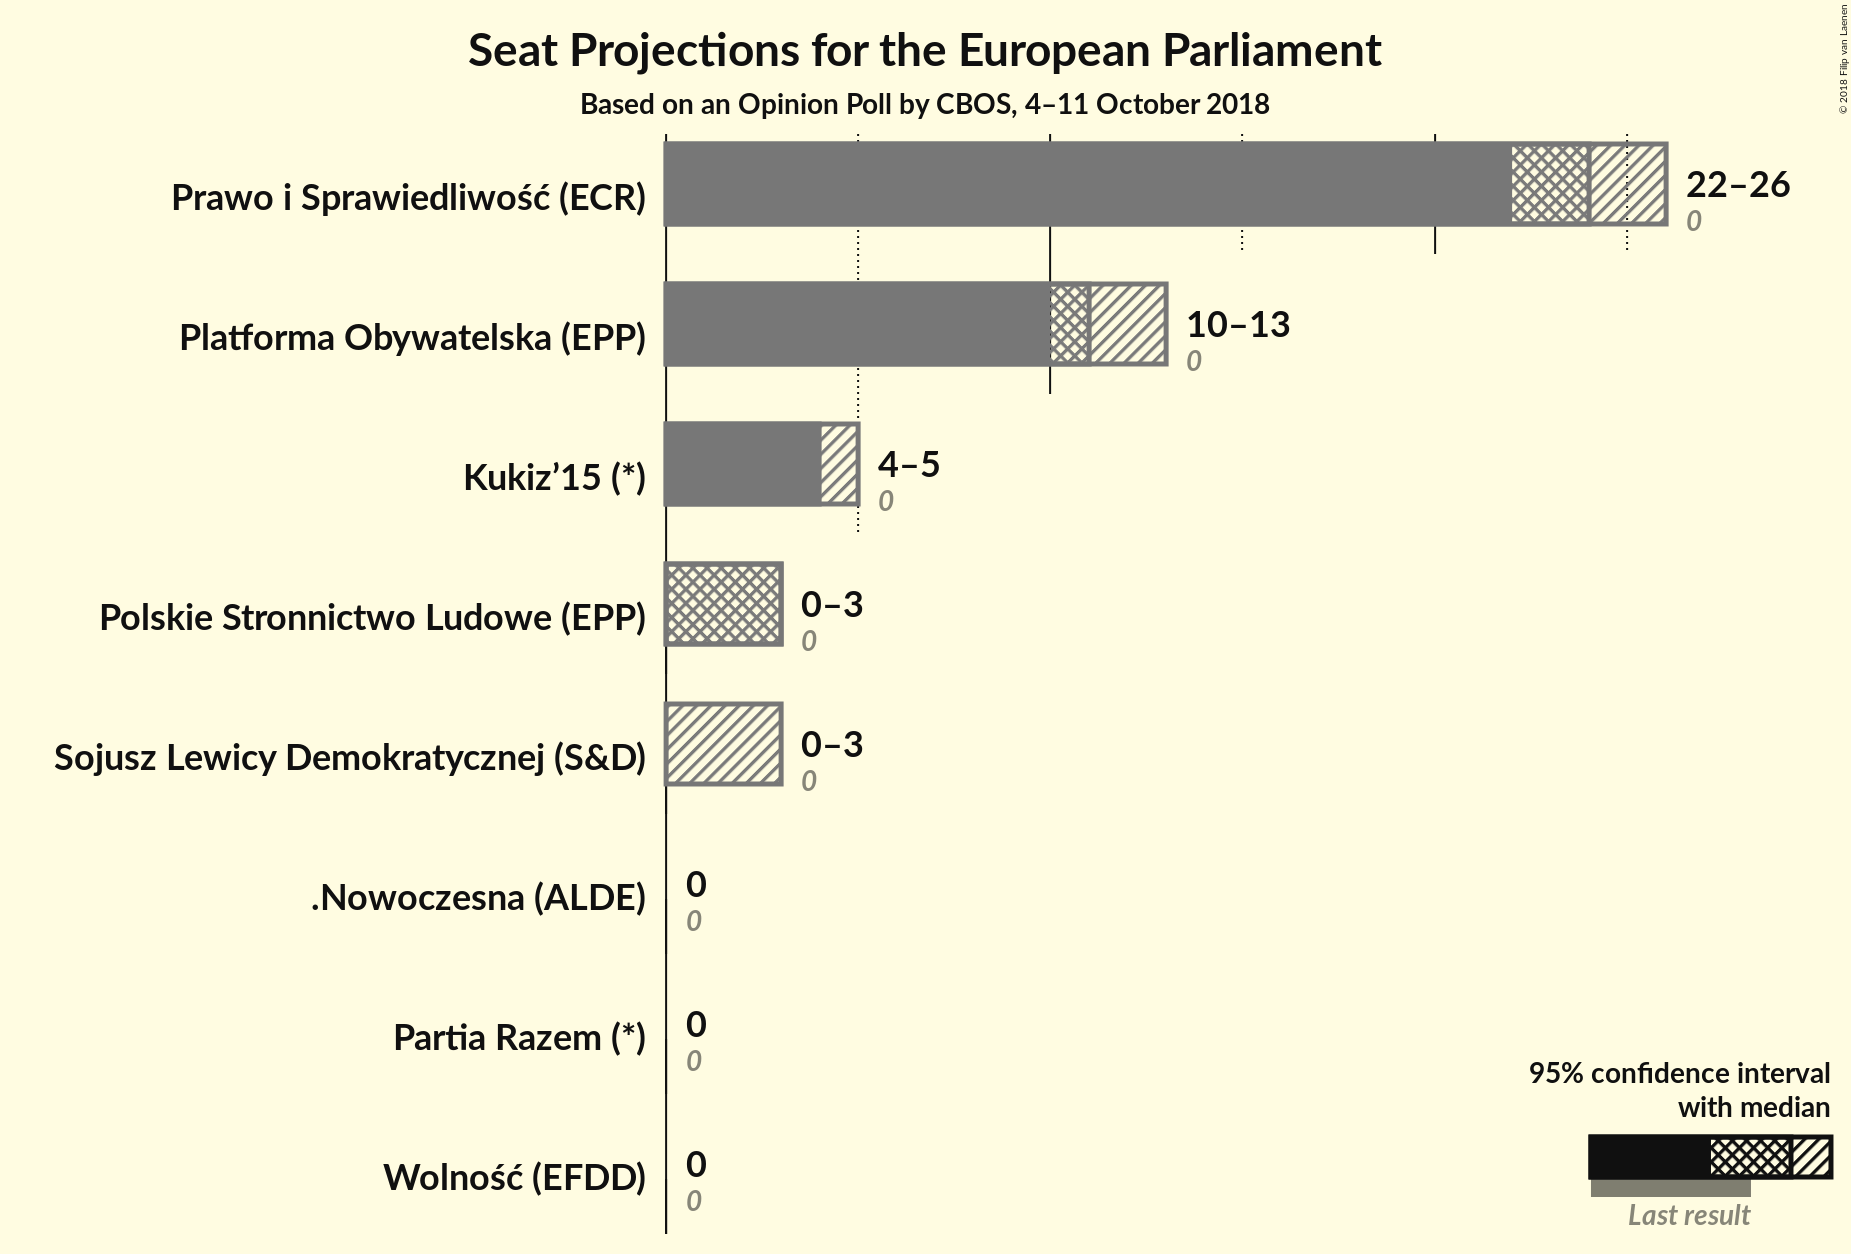 Seat Projections for the European Parliament
Based on an Opinion Poll by CBOS, 4–11 October 2018
© 2018 Filip van Laenen
Prawo i Sprawiedliwość (ECR)
22–26
0
Platforma Obywatelska (EPP)
10–13
0
Kukiz’15 (*)
4–5
0
Polskie Stronnictwo Ludowe (EPP)
0–3
0
Sojusz Lewicy Demokratycznej (S&D)
0–3
0
.Nowoczesna (ALDE)
0
0
Partia Razem (*)
0
0
Wolność (EFDD)
0
0
95% confidence interval
with median
Last result